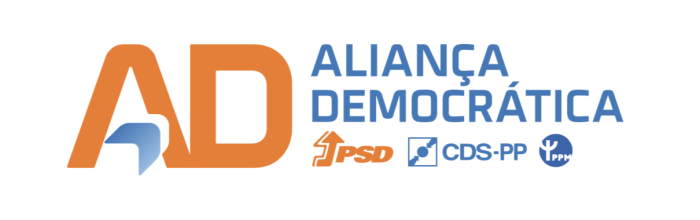 AD
ALIANÇA
DEMOCRÁTICA
PSD CDS-PP PPM